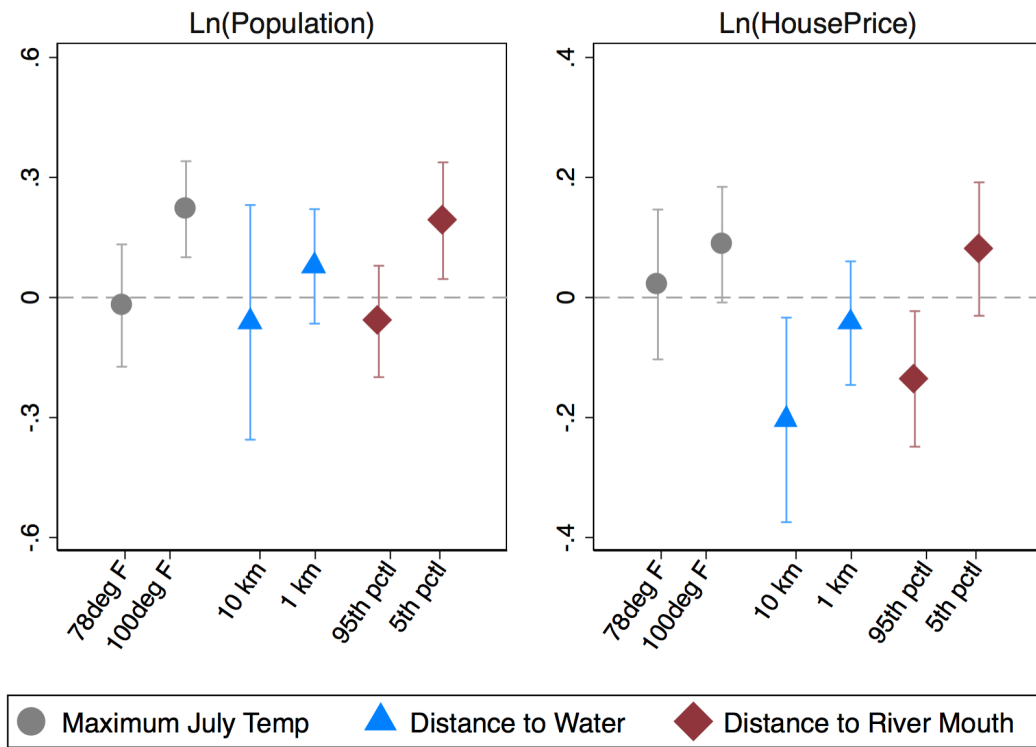 Ln(Population)
.6
.3
0
-.3
-.6
78deg F
100deg F
10 km
1 km
95th pctl
5th pctl
Ln(HousePrice)
.4
.2
0
-.2
-.4
78deg F
100deg F
10 km
1 km
95th pctl
5th pctl
Maximum July Temp
Distance to Water
Distance to River Mouth